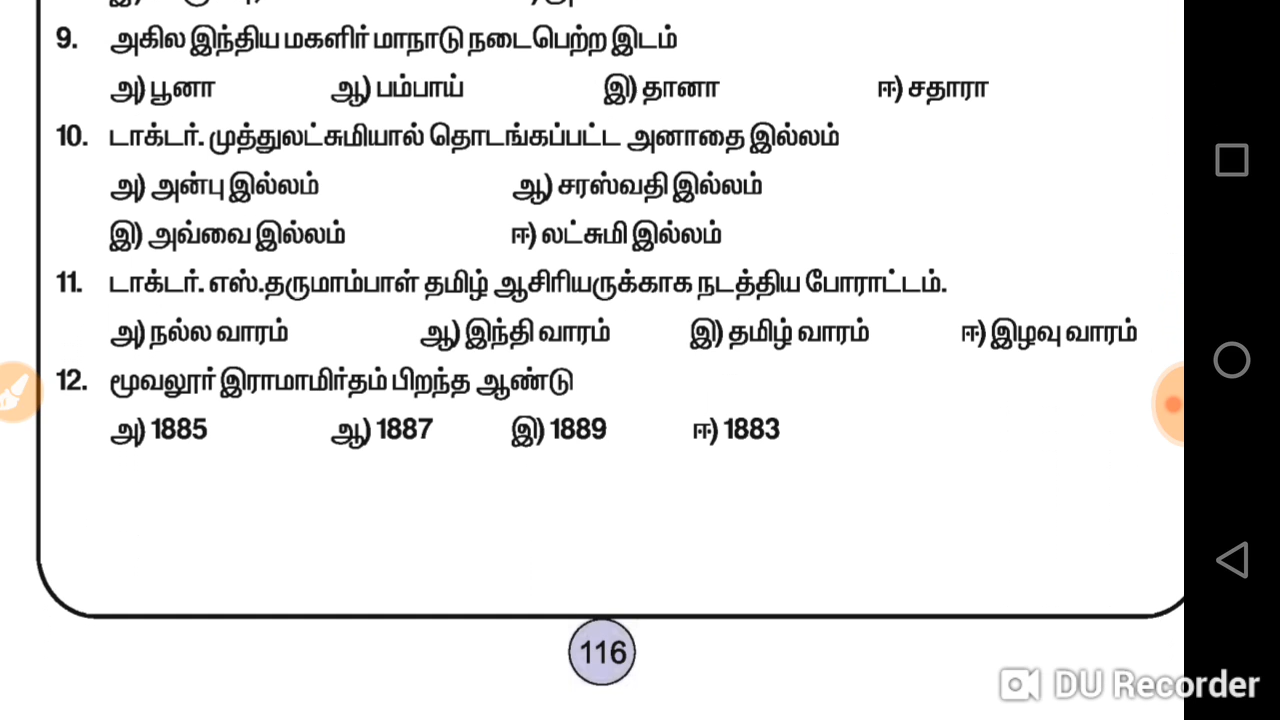 9. அகில இந்திய மகளிர் மாநாடு நடைபெற்ற இடம்
அ) பூனா ஆ) பம்பாய் இ) தானா ஈ) சதாரா
10. டாக்டர். முத்துலட்சுமியால் தொடங்கப்பட்ட அனாதை இல்லம்
அ) அன்பு இல்லம் ஆ) சரஸ்வதி இல்லம்
இ) அவ்வை இல்லம் ஈ) லட்சுமி இல்லம்
11. டாக்டர். எஸ்.தருமாம்பாள் தமிழ் ஆசிரியருக்காக நடத்திய போராட்டம்.
அ) நல்ல வாரம் ஆ) இந்தி வாரம் இ) தமிழ் வாரம் ஈ) இழவு வாரம்
12. மூவலூர் இராமாமிர்தம் பிறந்த ஆண்டு
அ) 1885 ஆ) 1887 இ) 1889 ஈ) 1883
116
DU Recorder